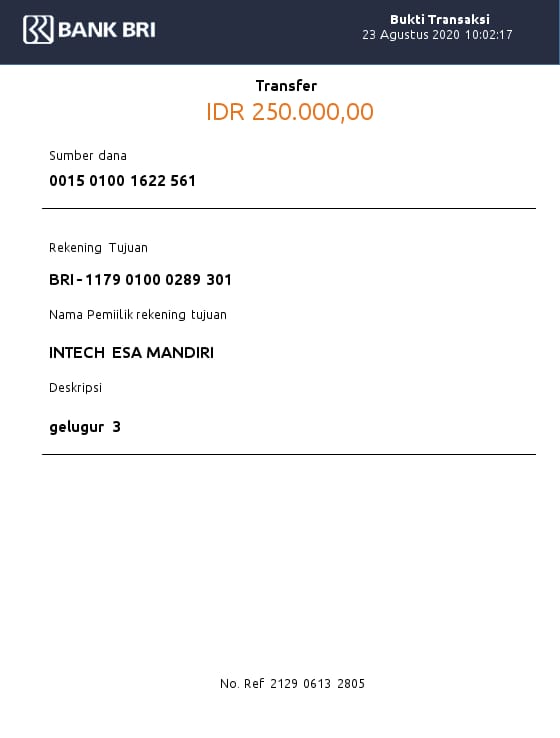 BANK BRI
Bukti Transaksi
23 Agustus 2020 10:02:17
Transfer
IDR 250.000,00
Sumber dana
0015 0100 1622 561
Rekening Tujuan
BRI - 1179 0100 0289 301
Nama Pemiilik rekening tujuan
INTECH ESA MANDIRI
Deskripsi
gelugur 3
No. Ref 2129 0613 2805